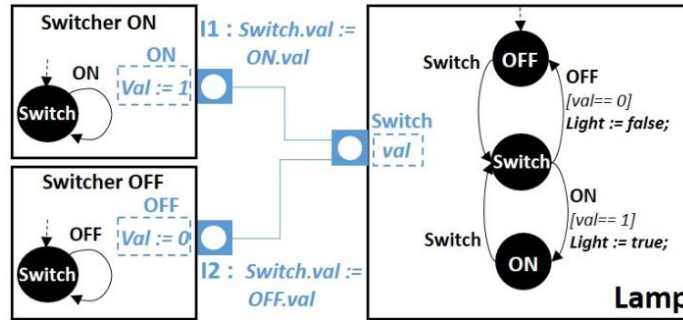 Switcher ON
ON
Switch
ON
Val := 1
I1 : Switch.val :=
ON.val
Switcher OFF
OFF
Switch
OFF
Val := 0
I2 : Switch.val :=
OFF.val
Switch
val
OFF
Switch
OFF
[val== 0]
Light := false;
Switch
ON
[val== 1]
Light := true;
Switch
ON
Lamp